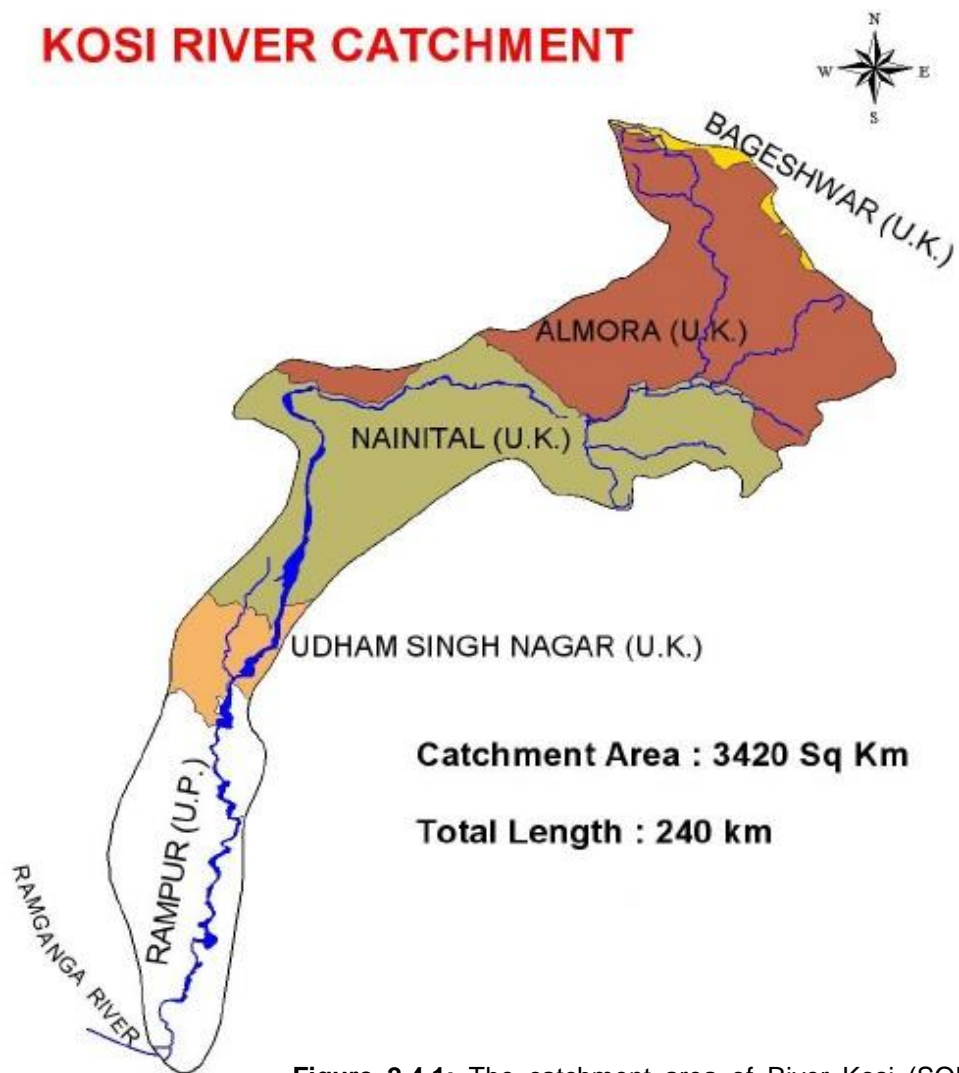 KOSI RIVER CATCHMENT
N
W E
S
BAGESHWAR (U.K.)
ALMORA (U.K.)
NAINITAL (U.K.)
UDHAM SINGH NAGAR (U.K.)
Catchment Area : 3420 Sq Km
Total Length : 240 km
RAMPUR (U.P.)
RAMGANGA RIVER
Figure 2.4.1: The catchment area of River Kosi